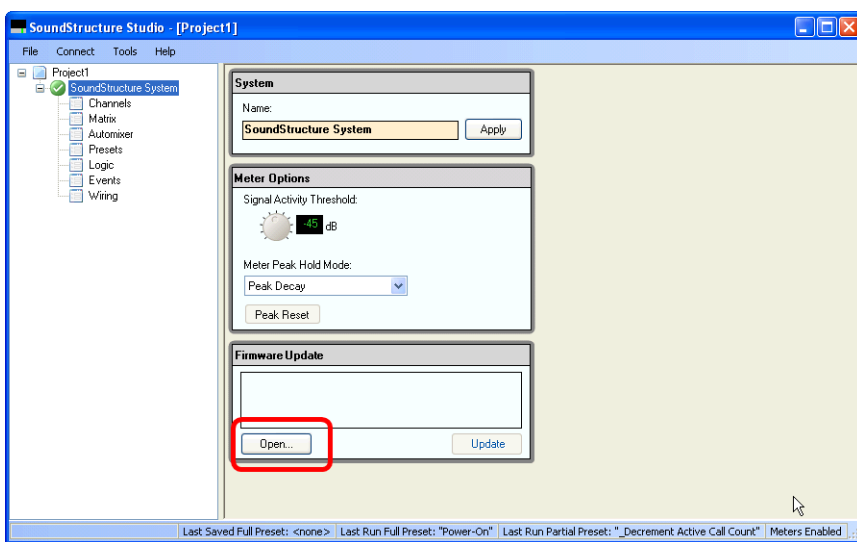 SoundStructure Studio - [Project1]
File Connect Tools Help
Project1
SoundStructure System
Channels
Matrix
Automixer
Presets
Logic
Events
Wiring
System
Name:
SoundStructure System Apply
Meter Options
Signal Activity Threshold:
-45 dB
Meter Peak Hold Mode:
Peak Decay
Peak Reset
Firmware Update
Open... Update
Last Saved Full Preset: <none> Last Run Full Preset: "Power-On" Last Run Partial Preset: "_Decrement Active Call Count" Meters Enabled